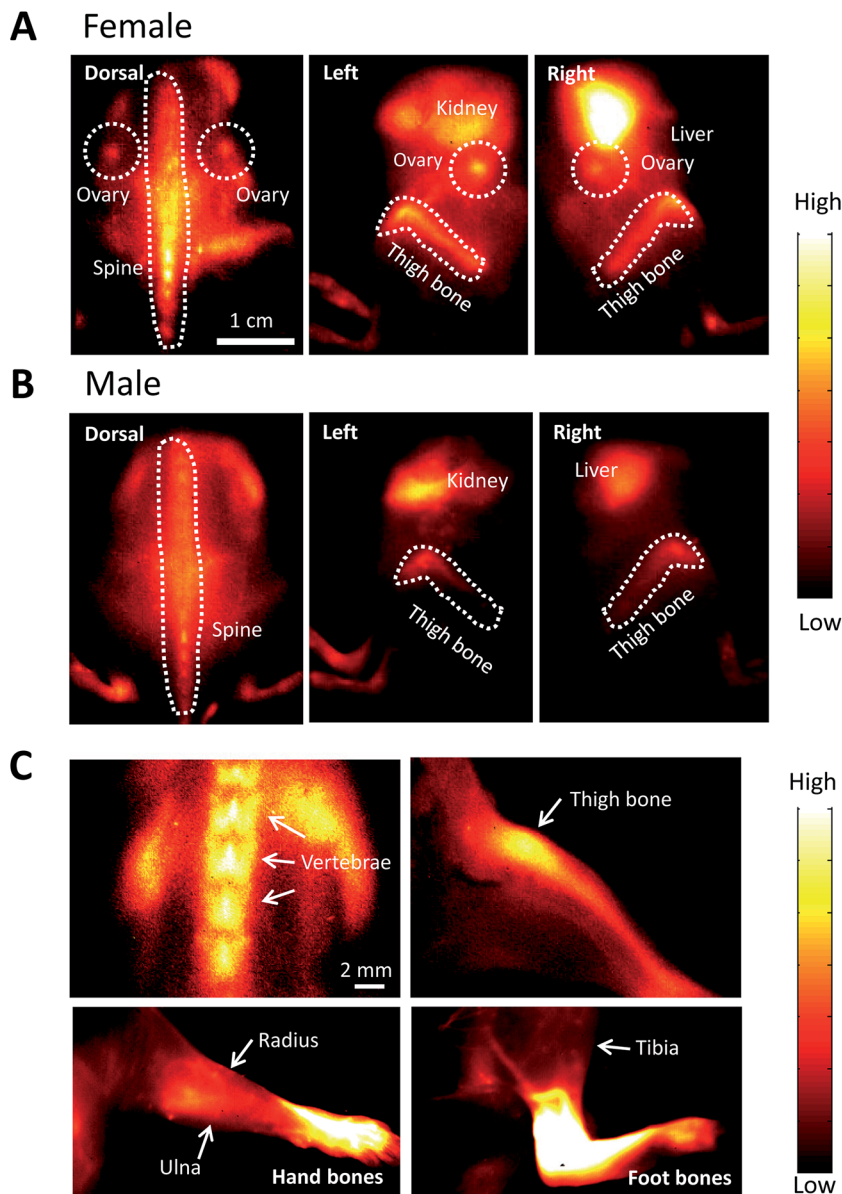 A Female
Dorsal
Left
Right
Kidney
Liver
Ovary
Ovary
Ovary
Ovary
Spine
Thigh bone
Thigh bone
1 cm
High
Low
B Male
Dorsal
Left
Right
Kidney
Liver
Spine
Thigh bone
Thigh bone
C
High
Vertebrae
2 mm
Thigh bone
Radius
Ulna
Hand bones
Tibia
Foot bones
Low